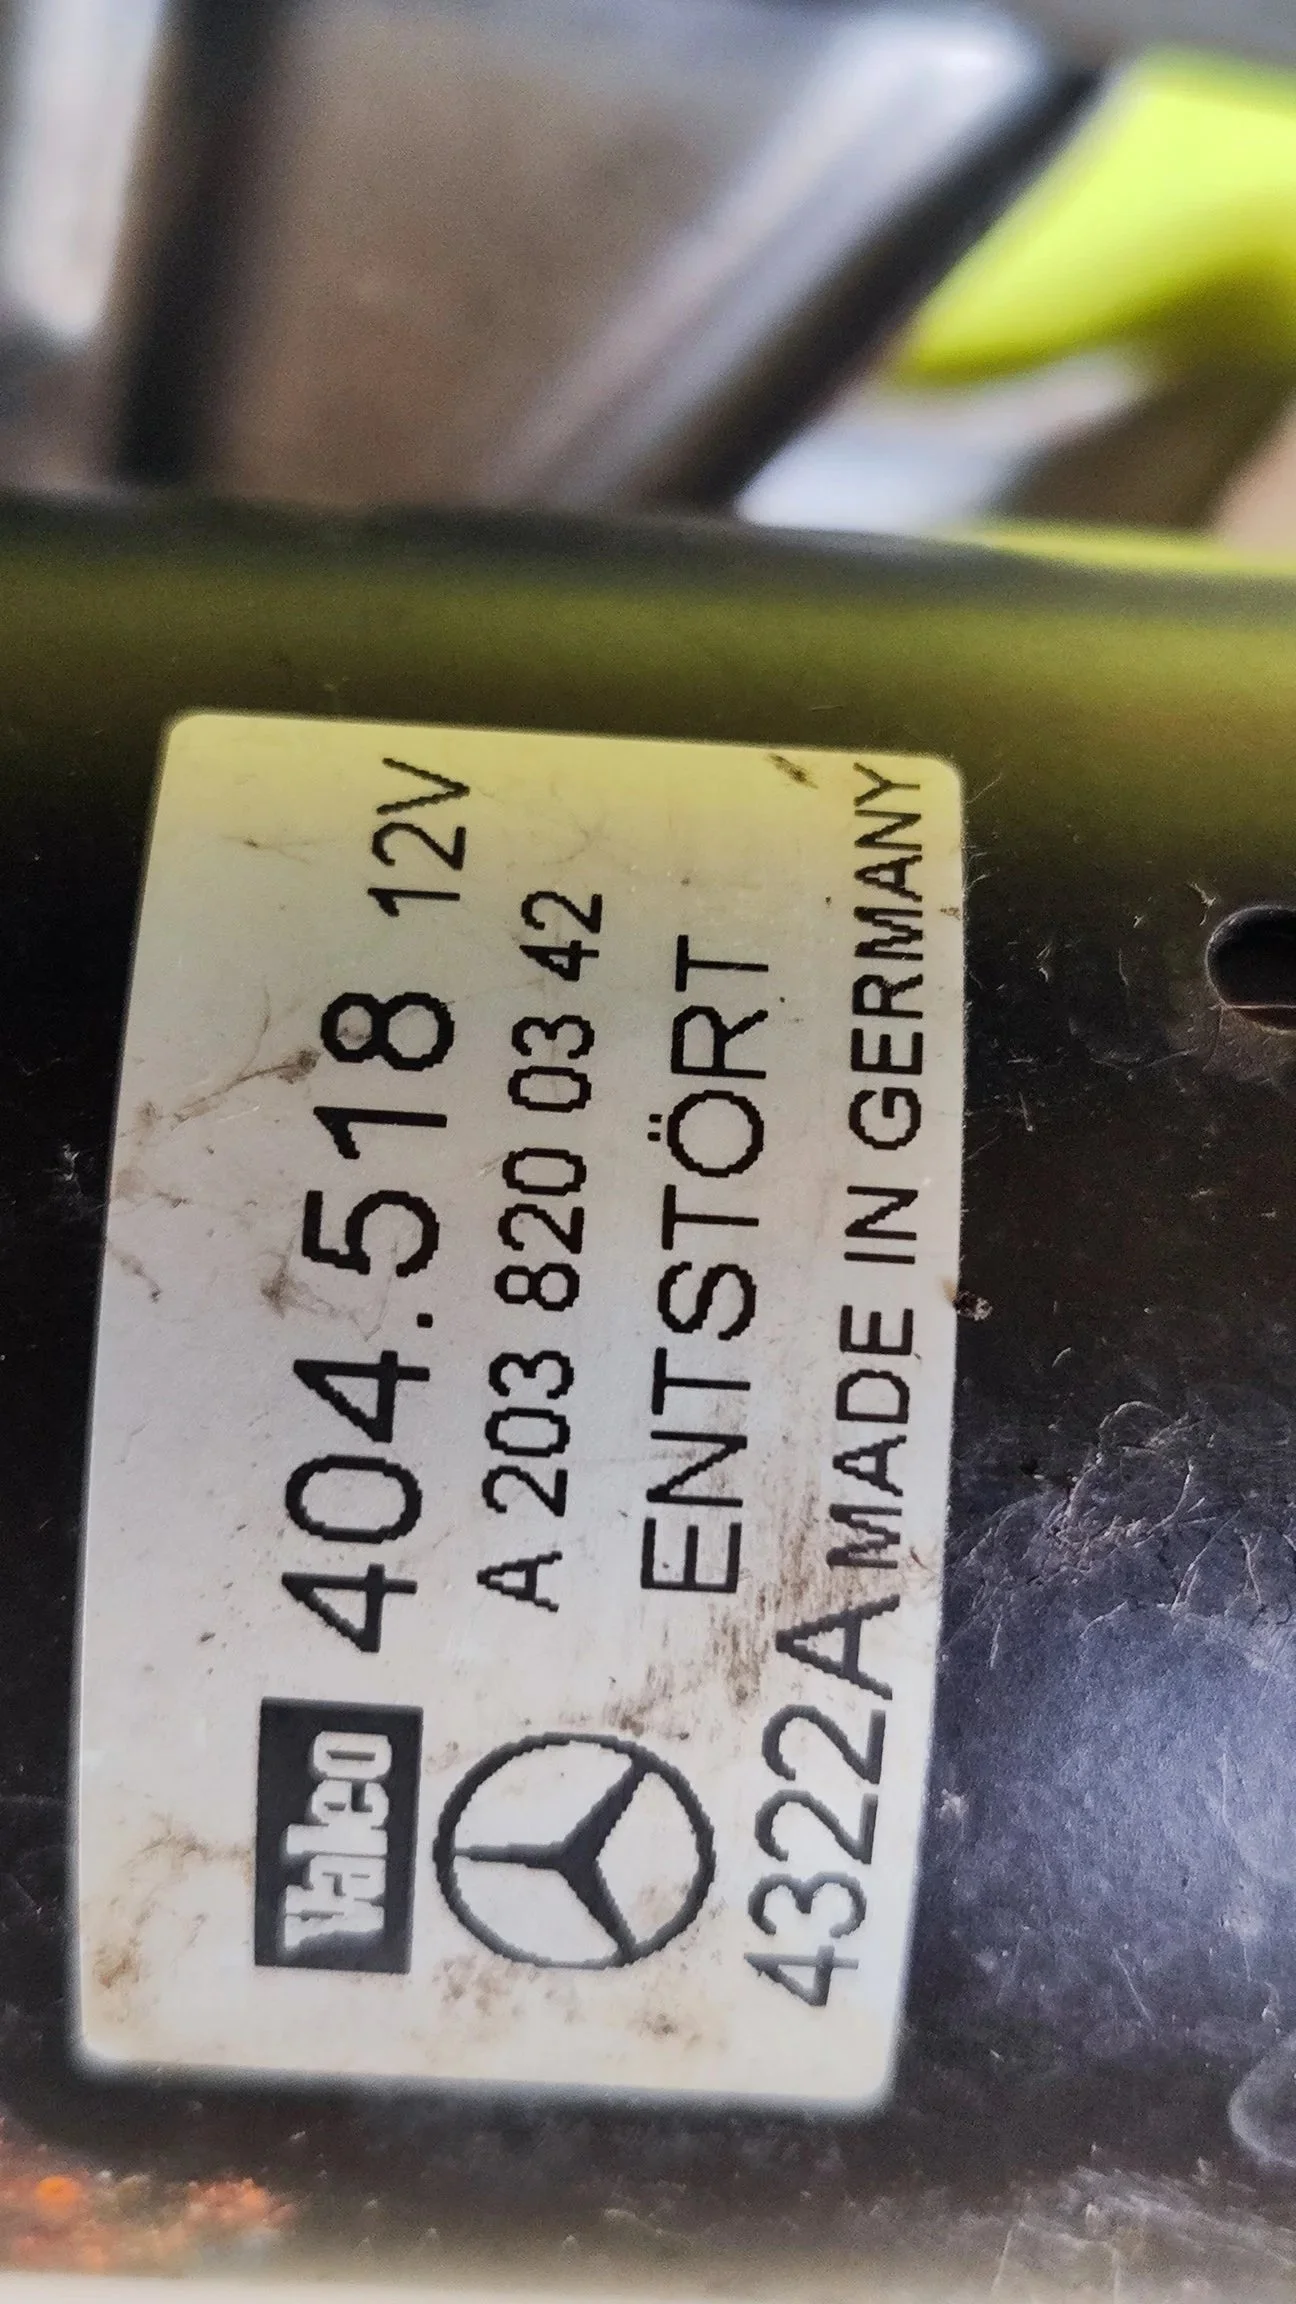 Valeo 404.518 12V
A 203 820 03 42
ENTSTÖRT
4322A MADE IN GERMANY